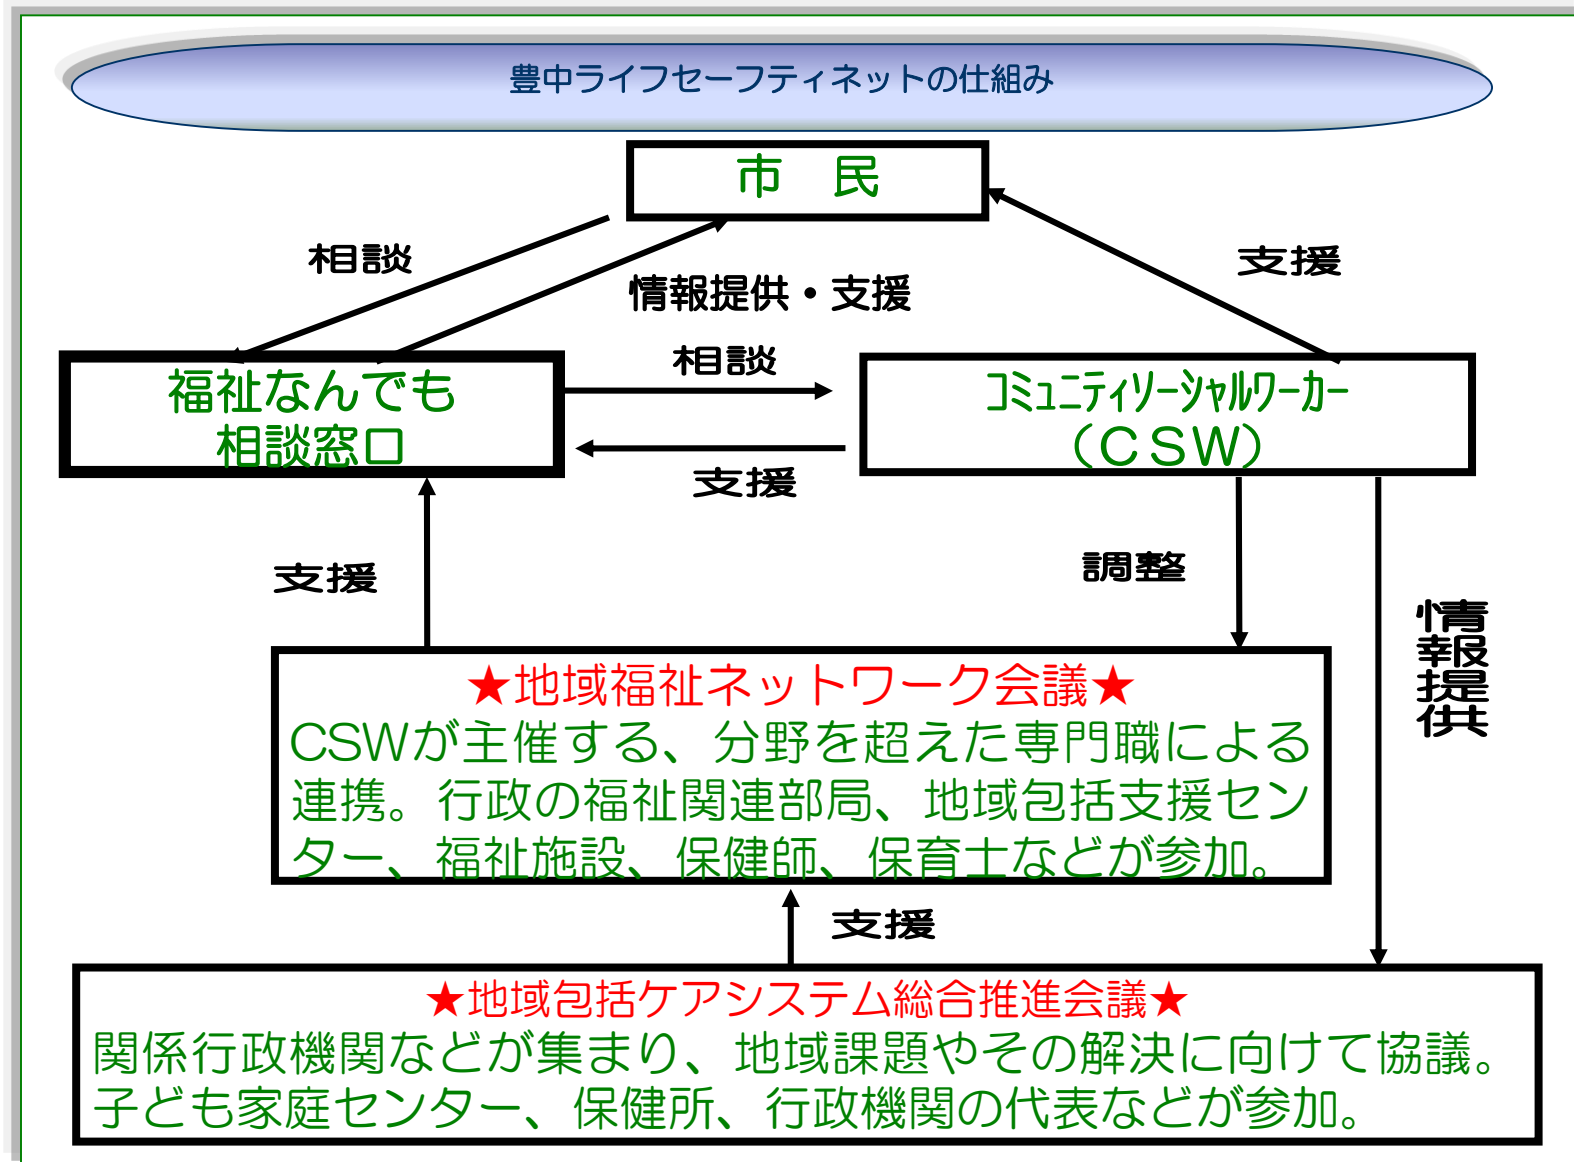 豊中ライフセーフティネットの仕組み
市　民
相談
支援
情報提供・支援
相談
福祉なんでも
相談窓口
ｺﾐｭﾆﾃｨｿｰｼｬﾙﾜｰｶｰ
（ＣＳＷ）
支援
支援
調整
情報提供
★地域福祉ネットワーク会議★
CSWが主催する、分野を超えた専門職による
連携。行政の福祉関連部局、地域包括支援セン
ター、福祉施設、保健師、保育士などが参加。
支援
★地域包括ケアシステム総合推進会議★
関係行政機関などが集まり、地域課題やその解決に向けて協議。
子ども家庭センター、保健所、行政機関の代表などが参加。